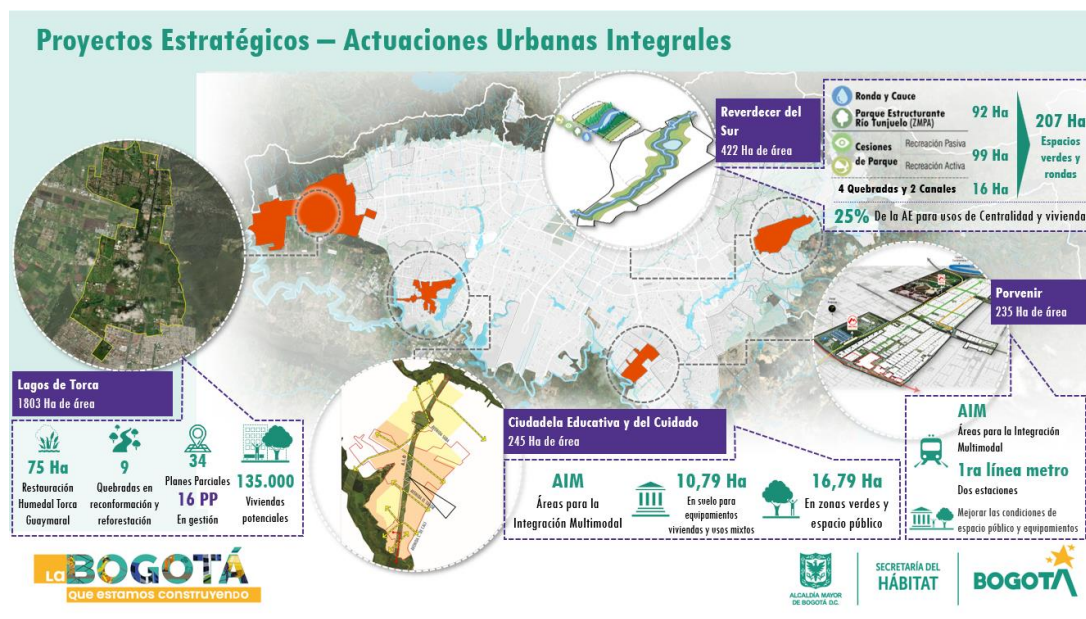 Proyectos Estratégicos – Actuaciones Urbanas Integrales
Reverdecer del
Sur
422 Ha de área
Ronda y Cauce
Parque Estructurante
Río Tunjuelo (ZMPA)
92 Ha
Cesiones
de Parque
Recreación Pasiva
Recreación Activa
99 Ha
4 Quebradas y 2 Canales
16 Ha
207 Ha
Espacios
verdes y
rondas
25% De la AE para usos de Centralidad y vivienda
Porvenir
235 Ha de área
AIM
Áreas para la Integración
Multimodal
1ra línea metro
Dos estaciones
Mejorar las condiciones de
espacio público y equipamientos
Lagos de Torca
1803 Ha de área
75 Ha
Restauración
Humedal Torca
Guaymaral
9
Quebradas en
reconformación y
reforestación
34
Planes Parciales
16 PP
En gestión
135.000
Viviendas
potenciales
Ciudadela Educativa y del Cuidado
245 Ha de área
AIM
Áreas para la
Integración Multimodal
10,79 Ha
En suelo para
equipamientos
viviendas y usos mixtos
16,79 Ha
En zonas verdes y
espacio público
La BOGOTÁ
que estamos construyendo
ALCALDÍA MAYOR
DE BOGOTÁ D.C.
SECRETARÍA DEL
HÁBITAT
BOGOTÁ